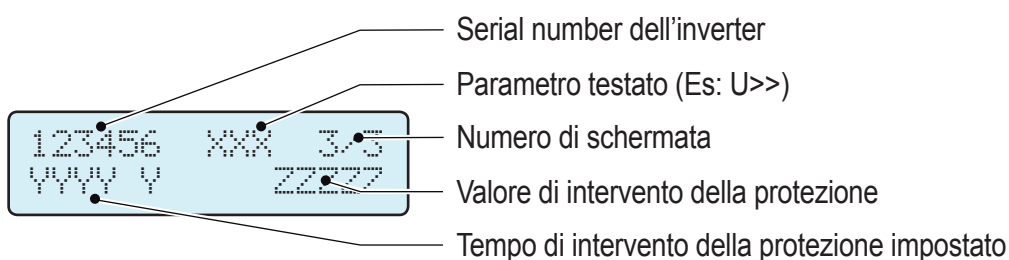 Serial number dell'inverter
Parametro testato (Es: U>>)
123456 XXX 3/5
Numero di schermata
YYYY Y ZZZZZ
Valore di intervento della protezione
Tempo di intervento della protezione impostato